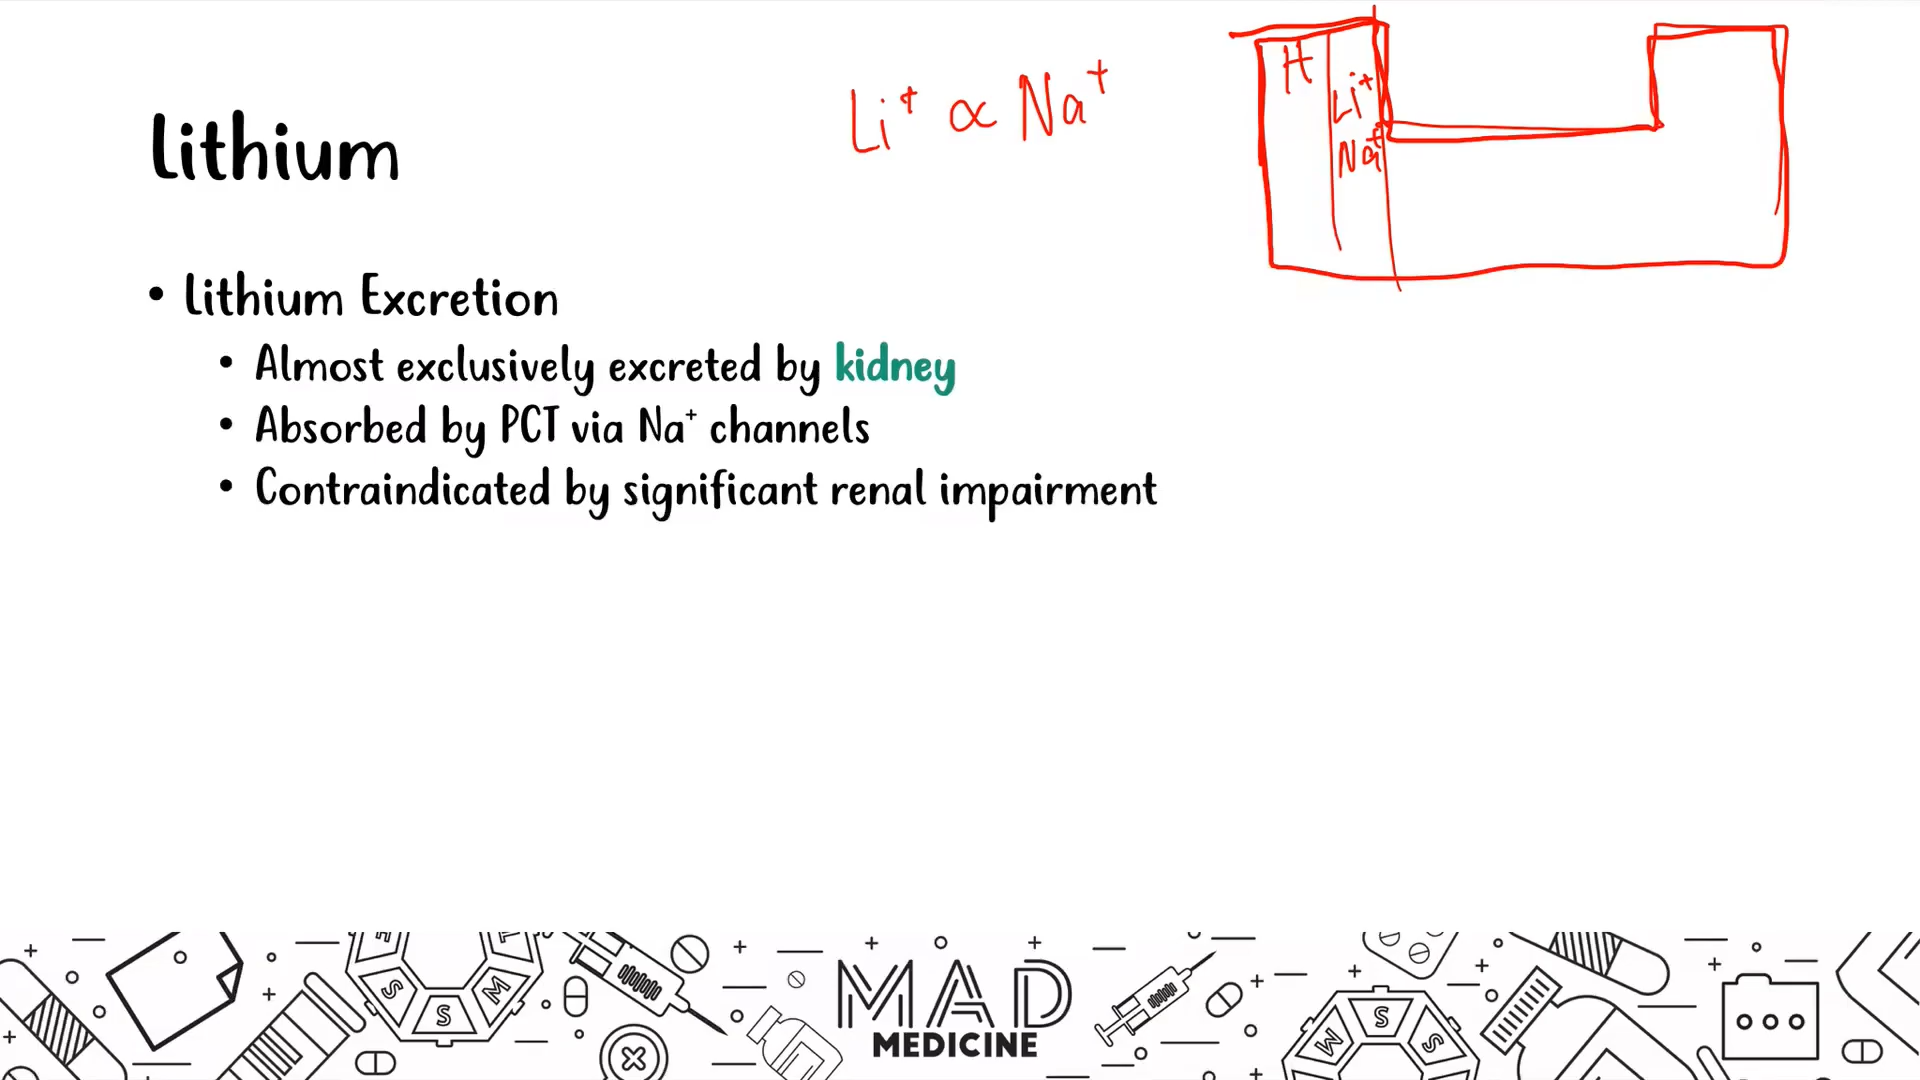 Li⁺ ∝ Na⁺
H
Li⁺
Na⁺
Lithium
• Lithium Excretion
• Almost exclusively excreted by kidney
• Absorbed by PCT via Na⁺ channels
• Contraindicated by significant renal impairment
S
S
M
MAD
MEDICINE
M
S
S